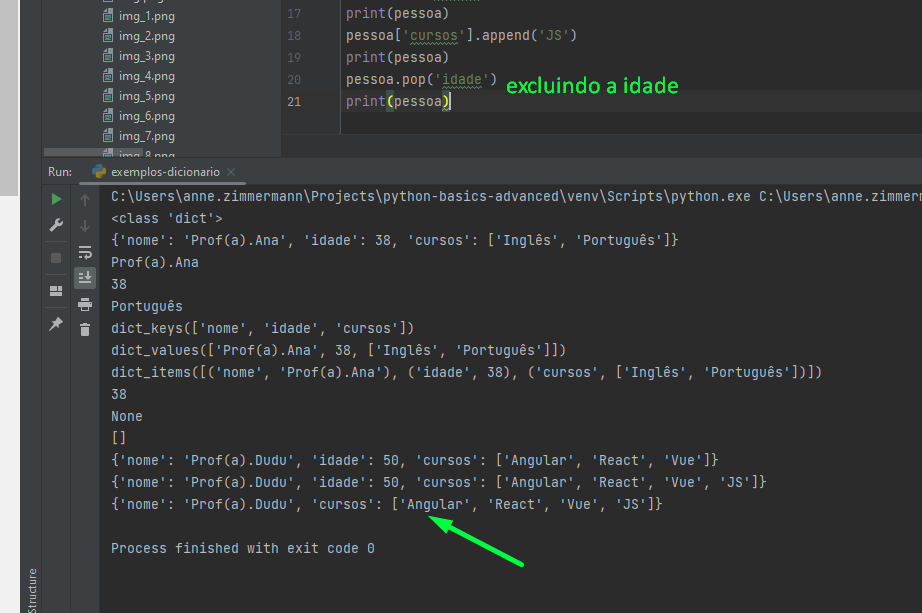 img_1.png
img_2.png
img_3.png
img_4.png
img_5.png
img_6.png
img_7.png
img_8.png
17 print(pessoa)
18 pessoa['cursos'].append('JS')
19 print(pessoa)
20 pessoa.pop('idade')
excluindo a idade
21 print(pessoa)
Run: exemplos-dicionario
C:\Users\anne.zimmermann\Projects\python-basics-advanced\venv\Scripts\python.exe C:\Users\anne.zimmerm
<class 'dict'>
{'nome': 'Prof(a).Ana', 'idade': 38, 'cursos': ['Inglês', 'Português']}
Prof(a).Ana
38
Português
dict_keys(['nome', 'idade', 'cursos'])
dict_values(['Prof(a).Ana', 38, ['Inglês', 'Português']])
dict_items([('nome', 'Prof(a).Ana'), ('idade', 38), ('cursos', ['Inglês', 'Português'])])
38
None
[]
{'nome': 'Prof(a).Dudu', 'idade': 50, 'cursos': ['Angular', 'React', 'Vue']}
{'nome': 'Prof(a).Dudu', 'idade': 50, 'cursos': ['Angular', 'React', 'Vue', 'JS']}
{'nome': 'Prof(a).Dudu', 'cursos': ['Angular', 'React', 'Vue', 'JS']}
Process finished with exit code 0
Structure